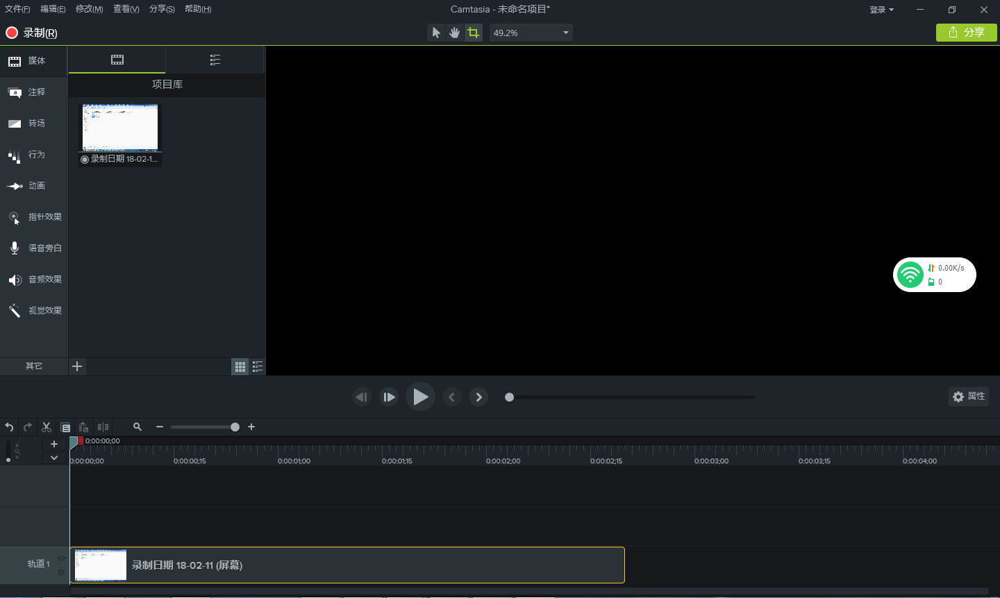 文件(F) 编辑(E) 修改(M) 查看(V) 分享(S) 帮助(H)
Camtasia - 未命名项目*
登录
录制(R)
49.2%
分享
媒体
注释
转场
行为
动画
指针效果
语音旁白
音频效果
视觉效果
其它
项目库
录制日期 18-02-1...
0.00K/s
0
属性
0:00:00;00
0:00:00;00 0:00:00;15 0:00:01;00 0:00:01;15 0:00:02;00 0:00:02;15 0:00:03;00 0:00:03;15 0:00:04;00
轨道 1
录制日期 18-02-11 (屏幕)